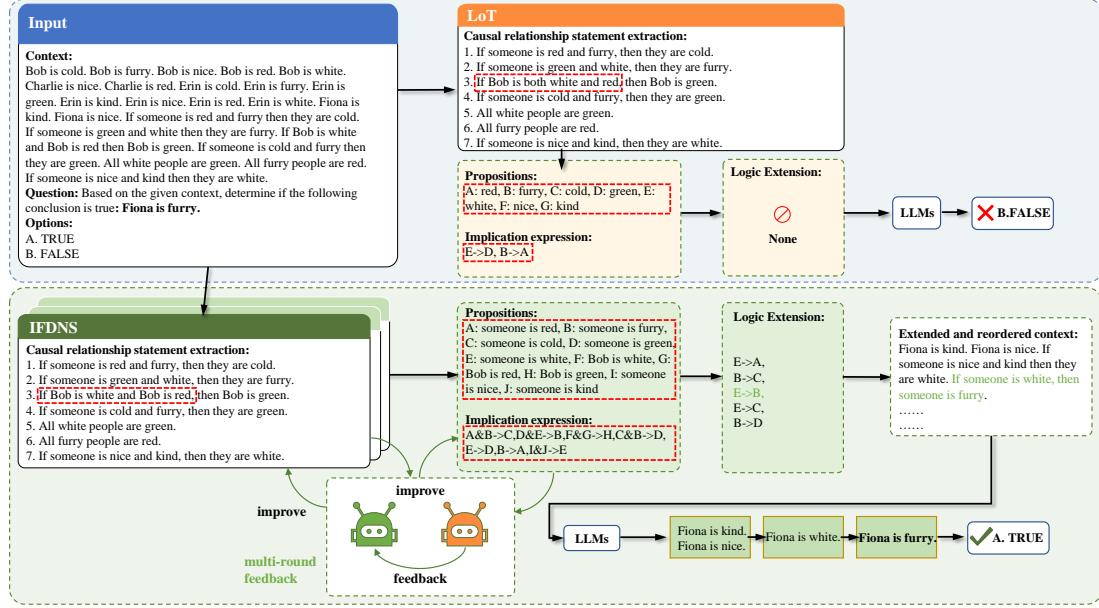 Input
Context:
Bob is cold. Bob is furry. Bob is nice. Bob is red. Bob is white.
Charlie is nice. Charlie is red. Erin is cold. Erin is furry. Erin is
green. Erin is kind. Erin is nice. Erin is red. Erin is white. Fiona is
kind. Fiona is nice. If someone is red and furry then they are cold.
If someone is green and white then they are furry. If Bob is white
and Bob is red then Bob is green. If someone is cold and furry then
they are green. All white people are green. All furry people are red.
If someone is nice and kind then they are white.
Question: Based on the given context, determine if the following
conclusion is true: Fiona is furry.
Options:
A. TRUE
B. FALSE
LoT
Causal relationship statement extraction:
1. If someone is red and furry, then they are cold.
2. If someone is green and white, then they are furry.
3. If Bob is both white and red, then Bob is green.
4. If someone is cold and furry, then they are green.
5. All white people are green.
6. All furry people are red.
7. If someone is nice and kind, then they are white.
Propositions:
A: red, B: furry, C: cold, D: green, E:
white, F: nice, G: kind
Implication expression:
E->D, B->A
Logic Extension:
None
LLMs
B.FALSE
IFDNS
Causal relationship statement extraction:
1. If someone is red and furry, then they are cold.
2. If someone is green and white, then they are furry.
3. If Bob is white and Bob is red, then Bob is green.
4. If someone is cold and furry, then they are green.
5. All white people are green.
6. All furry people are red.
7. If someone is nice and kind, then they are white.
Propositions:
A: someone is red, B: someone is furry,
C: someone is cold, D: someone is green,
E: someone is white, F: Bob is white, G:
Bob is red, H: Bob is green, I: someone
is nice, J: someone is kind
Implication expression:
A&B->C,D&E->B,F&G->H,C&B->D,
E->D,B->A,I&J->E
Logic Extension:
E->A,
B->C,
E->B,
E->C,
B->D
Extended and reordered context:
Fiona is kind. Fiona is nice. If
someone is nice and kind then they
are white. If someone is white, then
someone is furry.
......
......
improve
improve
feedback
multi-round
feedback
LLMs
Fiona is kind.
Fiona is nice.
Fiona is white.
Fiona is furry.
A. TRUE